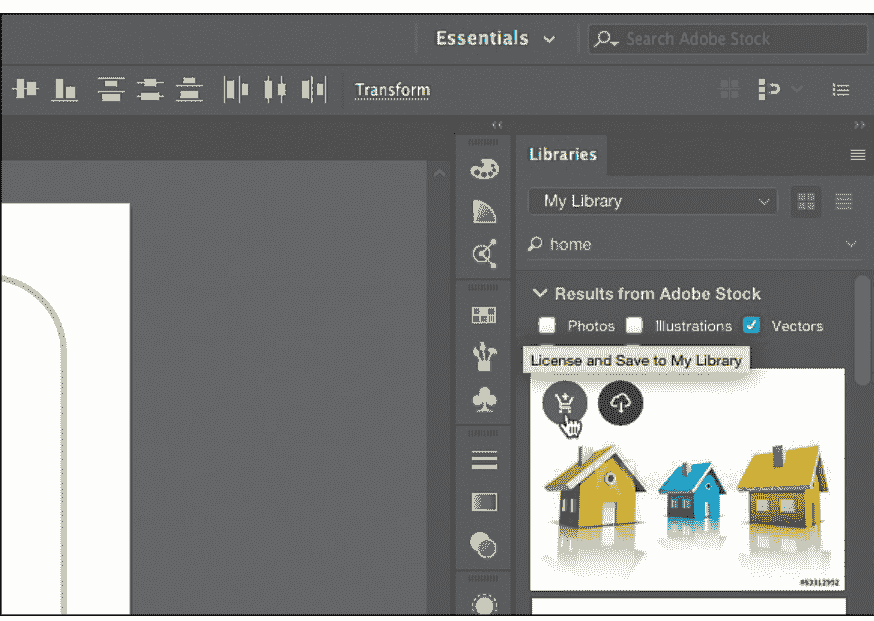 Essentials
Search Adobe Stock
Transform
Libraries
My Library
home
Results from Adobe Stock
Photos Illustrations Vectors
License and Save to My Library
#63312992